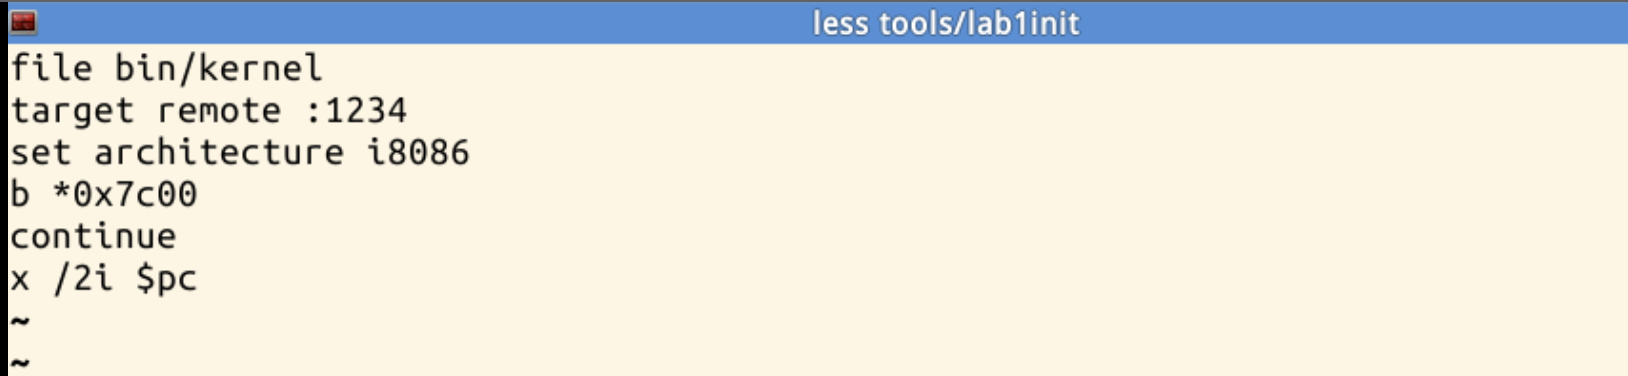 less tools/lab1init
file bin/kernel
target remote :1234
set architecture i8086
b *0x7c00
continue
x /2i $pc
~
~